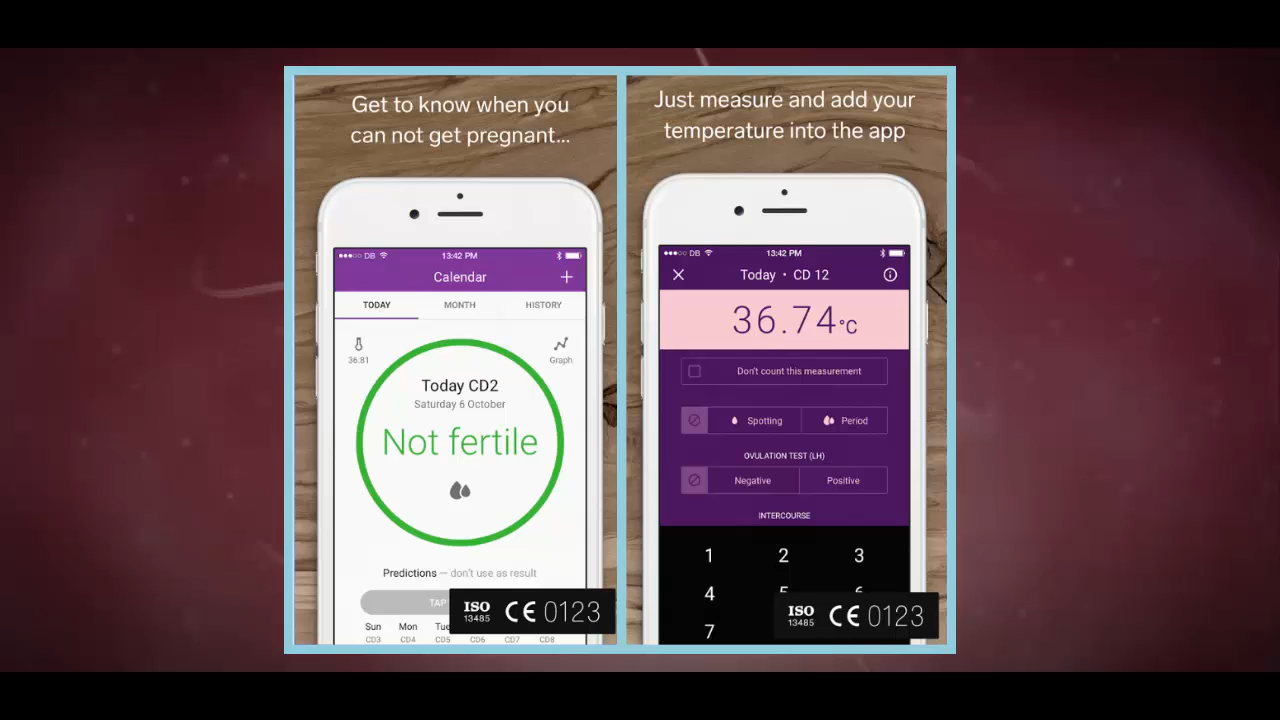 Get to know when you
can not get pregnant...
DB 13:42 PM
Calendar
TODAY MONTH HISTORY
36:81 Graph
Today CD2
Saturday 6 October
Not fertile
Predictions — don't use as result
TAP
Sun Mon Tue
CD3 CD4 CD5 CD6 CD7 CD8
ISO
13485
CE 0123
Just measure and add your
temperature into the app
DB 13:42 PM
Today • CD 12
36.74°C
Don't count this measurement
Spotting Period
OVULATION TEST (LH)
Negative Positive
INTERCOURSE
1 2 3
4 5 6
7
ISO
13485
CE 0123